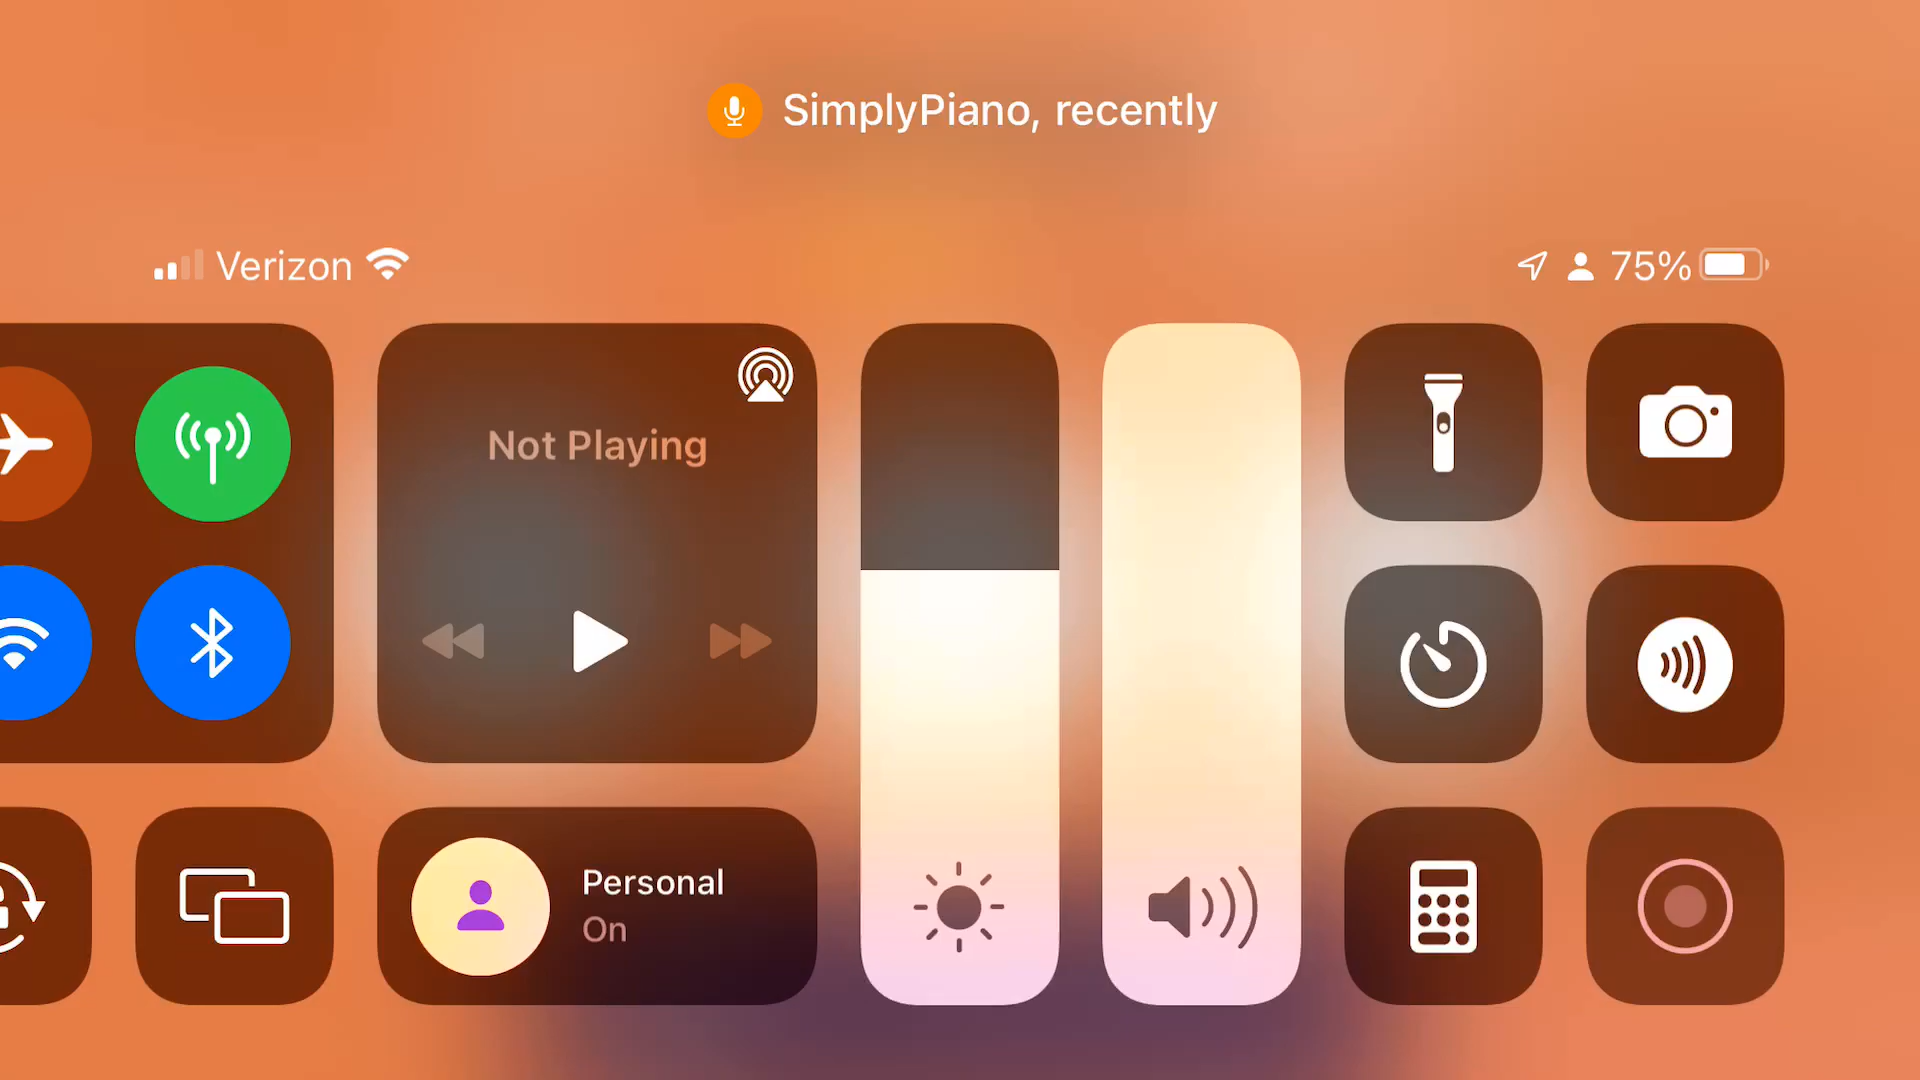 SimplyPiano, recently
Verizon
75%
Not Playing
Personal
On